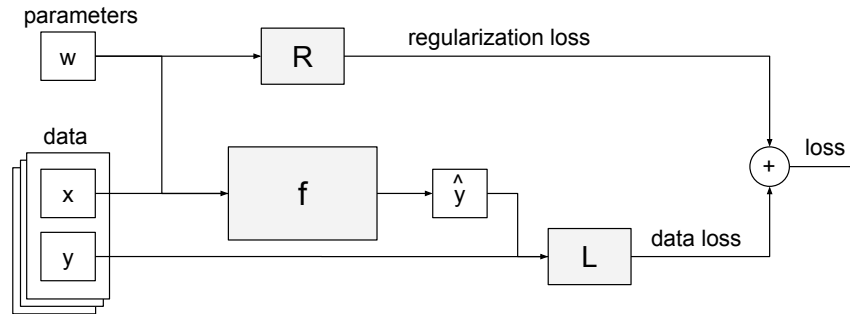 parameters
w
R
regularization loss
data
x
f
ŷ
+
loss
y
L
data loss